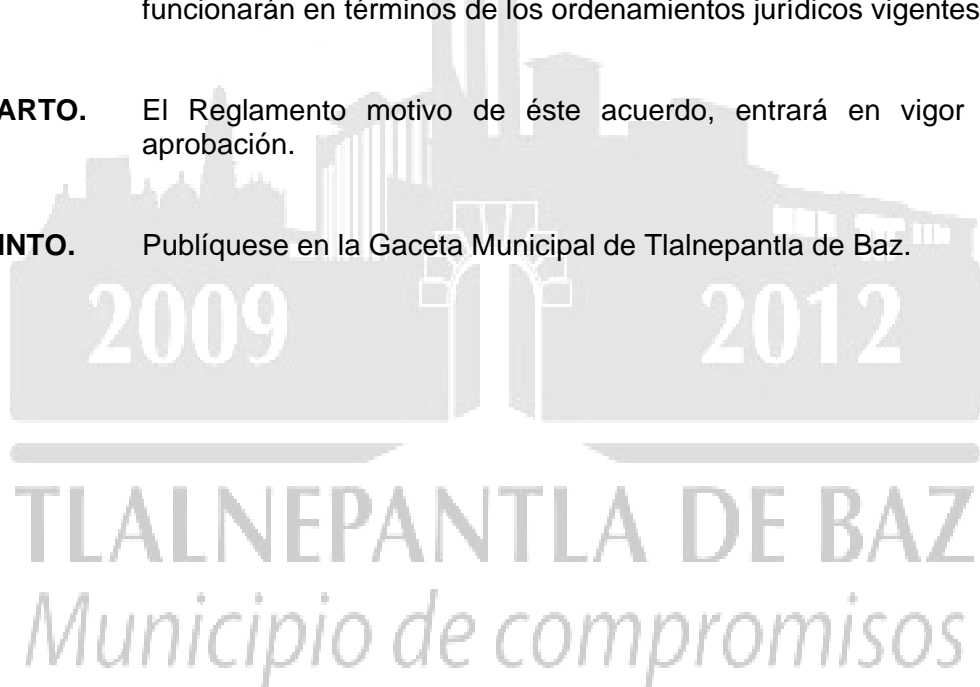 funcionarán en términos de los ordenamientos jurídicos vigentes
ARTO. El Reglamento motivo de éste acuerdo, entrará en vigor
aprobación.
INTO. Publíquese en la Gaceta Municipal de Tlalnepantla de Baz.
2009 2012
TLALNEPANTLA DE BAZ
Municipio de compromisos